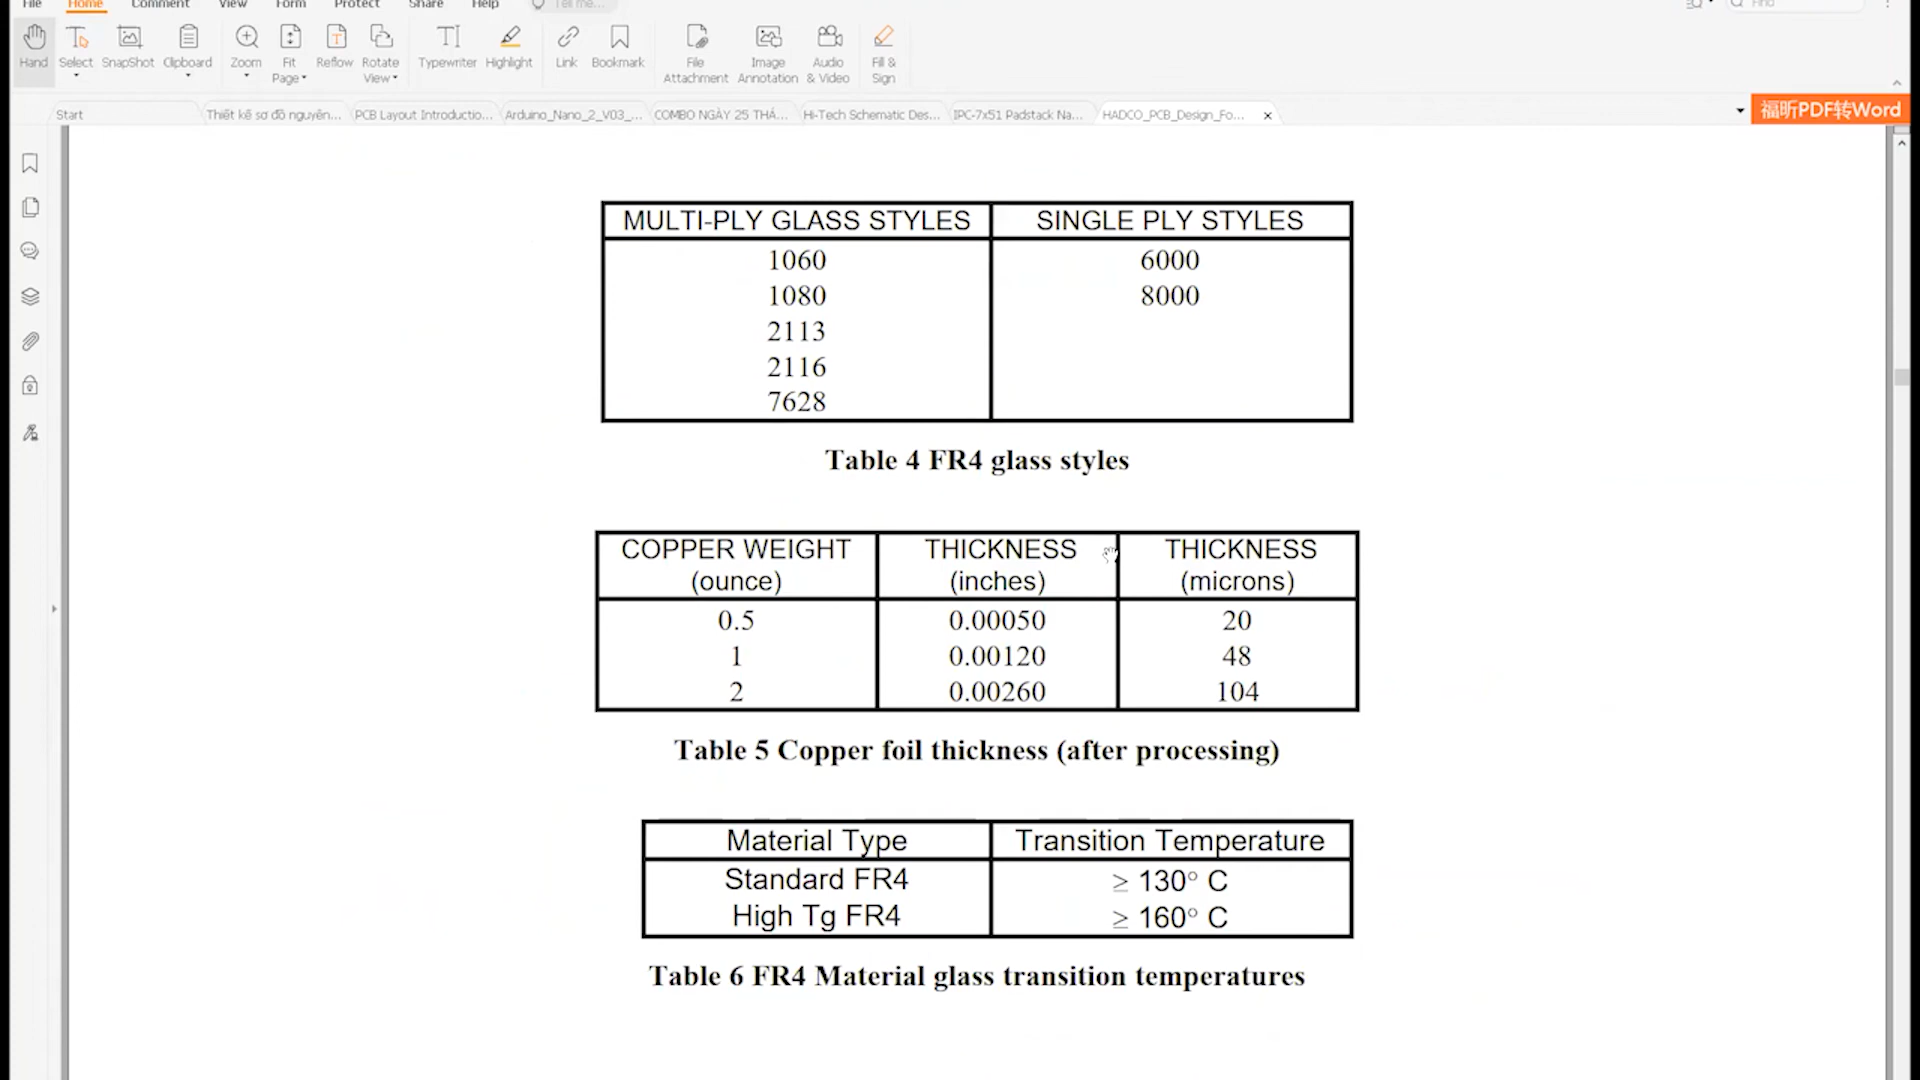 File Home Comment View Form Protect Share Help Tell me... Find
Hand Select SnapShot Clipboard Zoom Fit Page Reflow Rotate View Typewriter Highlight Link Bookmark File Attachment Image Annotation Audio & Video Fill & Sign
Start Thiết kế sơ đồ nguyên... PCB Layout Introductio... Arduino_Nano_2_V03_... COMBO NGÀY 25 THÁ... Hi-Tech Schematic Des... IPC-7x51 Padstack Na... HADCO_PCB_Design_Fo... 福昕PDF转Word
MULTI-PLY GLASS STYLES SINGLE PLY STYLES
1060 6000
1080 8000
2113
2116
7628
Table 4 FR4 glass styles
COPPER WEIGHT THICKNESS THICKNESS
(ounce) (inches) (microns)
0.5 0.00050 20
1 0.00120 48
2 0.00260 104
Table 5 Copper foil thickness (after processing)
Material Type Transition Temperature
Standard FR4 ≥ 130° C
High Tg FR4 ≥ 160° C
Table 6 FR4 Material glass transition temperatures